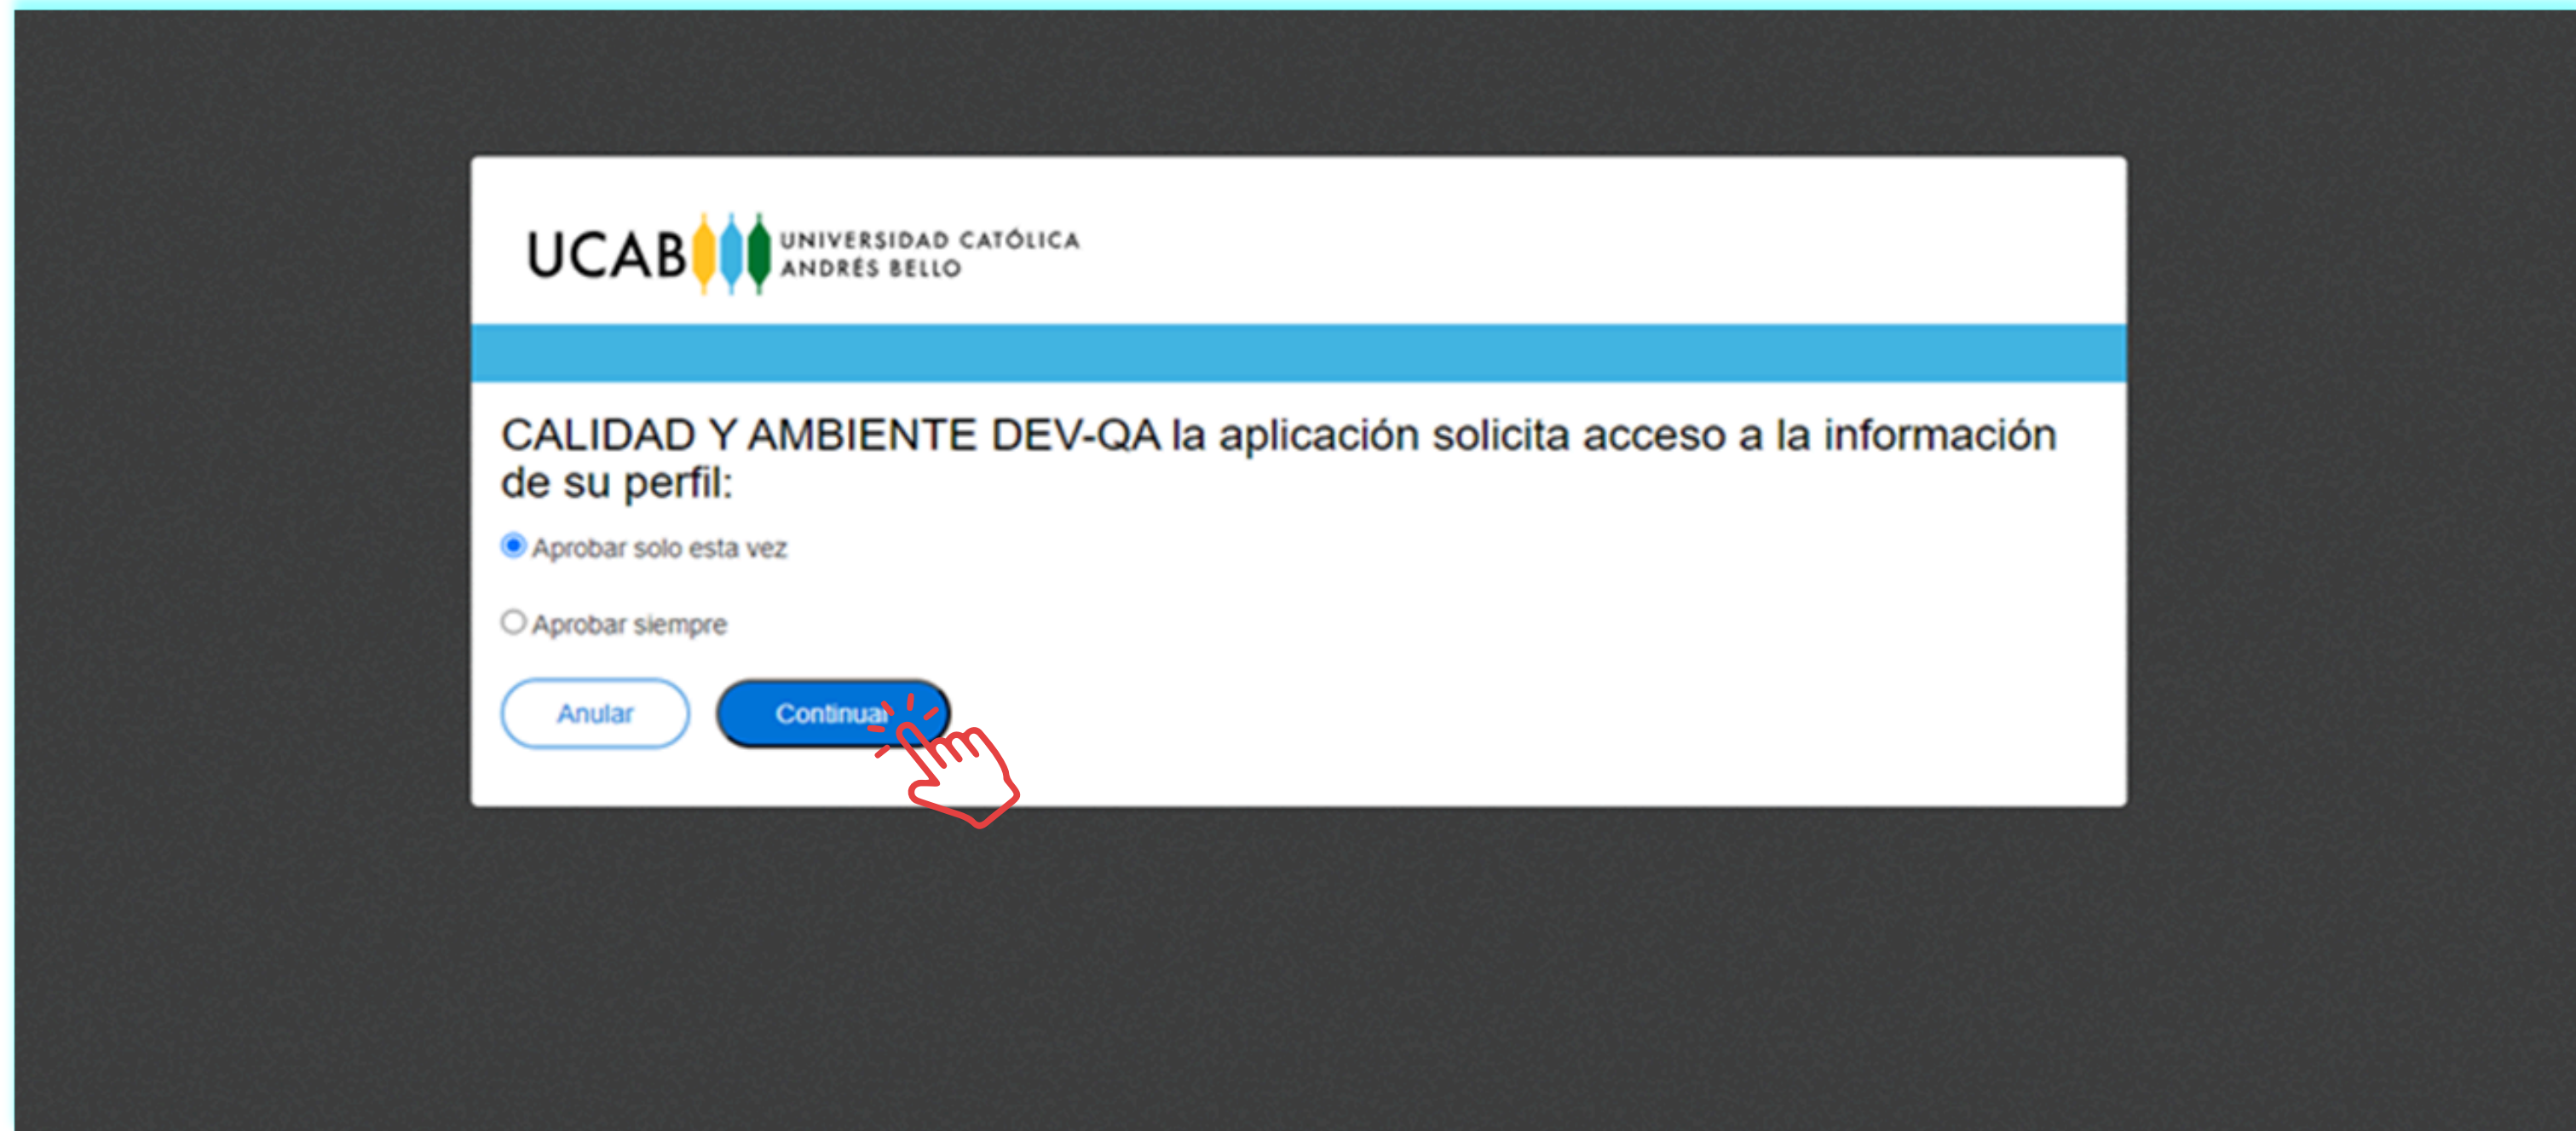 UCAB
UNIVERSIDAD CATÓLICA
ANDRÉS BELLO
CALIDAD Y AMBIENTE DEV-QA la aplicación solicita acceso a la información
de su perfil:
Aprobar solo esta vez
Aprobar siempre
Anular
Continuar